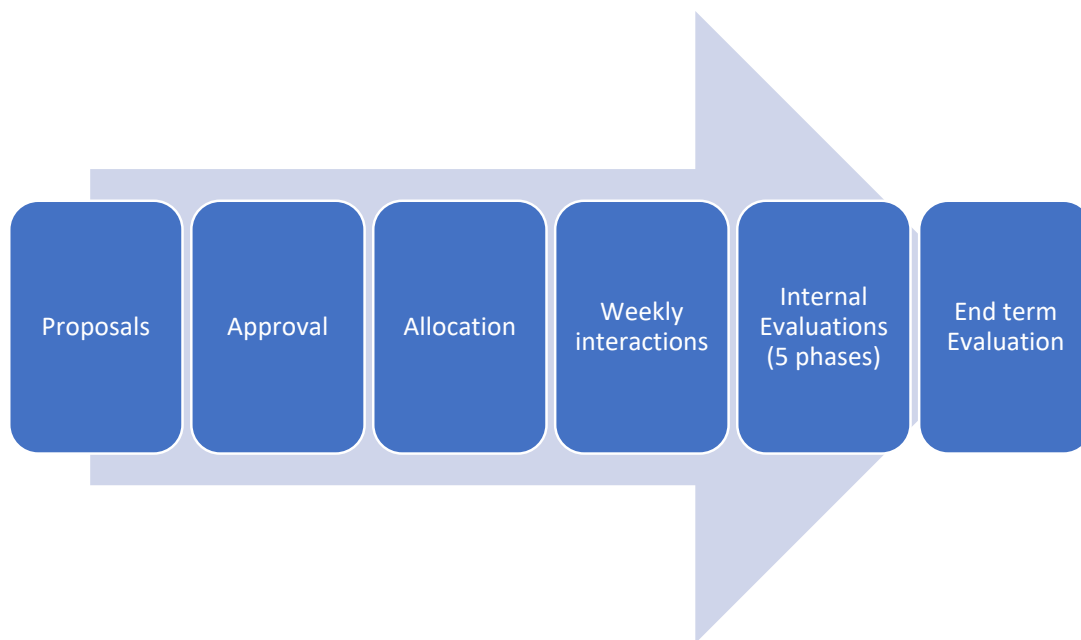 Proposals
Approval
Allocation
Weekly
interactions
Internal
Evaluations
(5 phases)
End term
Evaluation